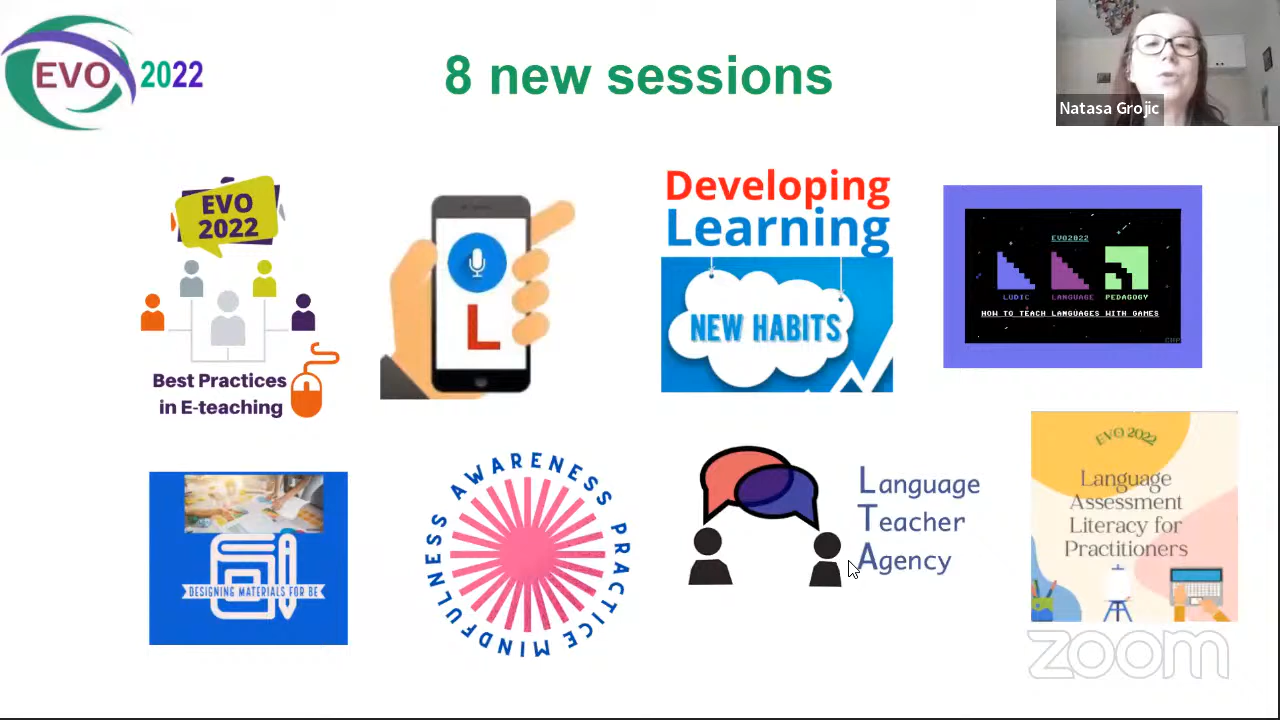 EVO 2022
8 new sessions
Natasa Grojic
EVO
2022
Best Practices
in E-teaching
L
Developing
Learning
NEW HABITS
EVO2022
LUDIC LANGUAGE PEDAGOGY
HOW TO TEACH LANGUAGES WITH GAMES
DESIGNING MATERIALS FOR BE
AWARENESS PRACTICE MINDFULNESS
Language
Teacher
Agency
EVO 2022
Language
Assessment
Literacy for
Practitioners
zoom